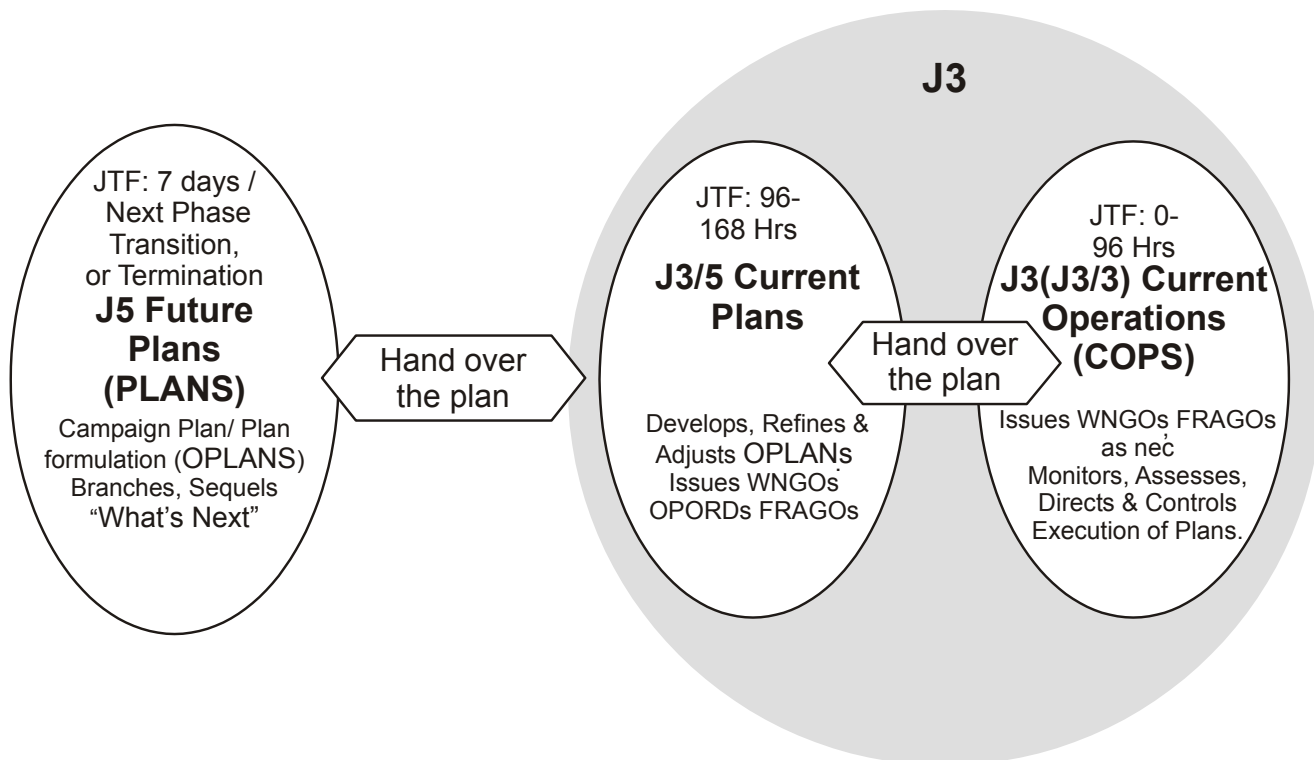 J3
JTF: 7 days /
Next Phase
Transition,
or Termination
J5 Future
Plans
(PLANS)
Campaign Plan/ Plan
formulation (OPLANS)
Branches, Sequels
“What’s Next”
Hand over
the plan
JTF: 96-
168 Hrs
J3/5 Current
Plans
Develops, Refines &
Adjusts OPLANs
Issues WNGOs
OPORDs FRAGOs
Hand over
the plan
JTF: 0-
96 Hrs
J3(J3/3) Current
Operations
(COPS)
Issues WNGOs FRAGOs
as nec
Monitors, Assesses,
Directs & Controls
Execution of Plans.